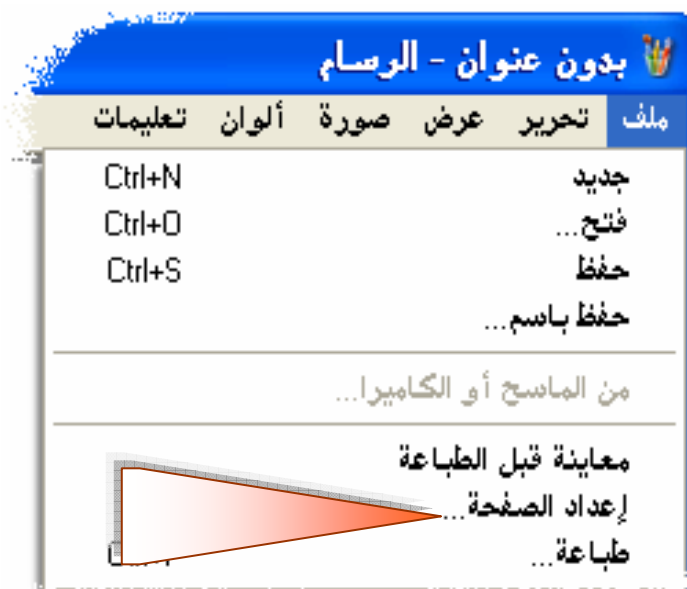 بدون عنوان - الرسام
ملف تحرير عرض صورة ألوان تعليمات
جديد Ctrl+N
فتح... Ctrl+O
حفظ Ctrl+S
حفظ باسم...
من الماسح أو الكاميرا...
معاينة قبل الطباعة
إعداد الصفحة...
طباعة...